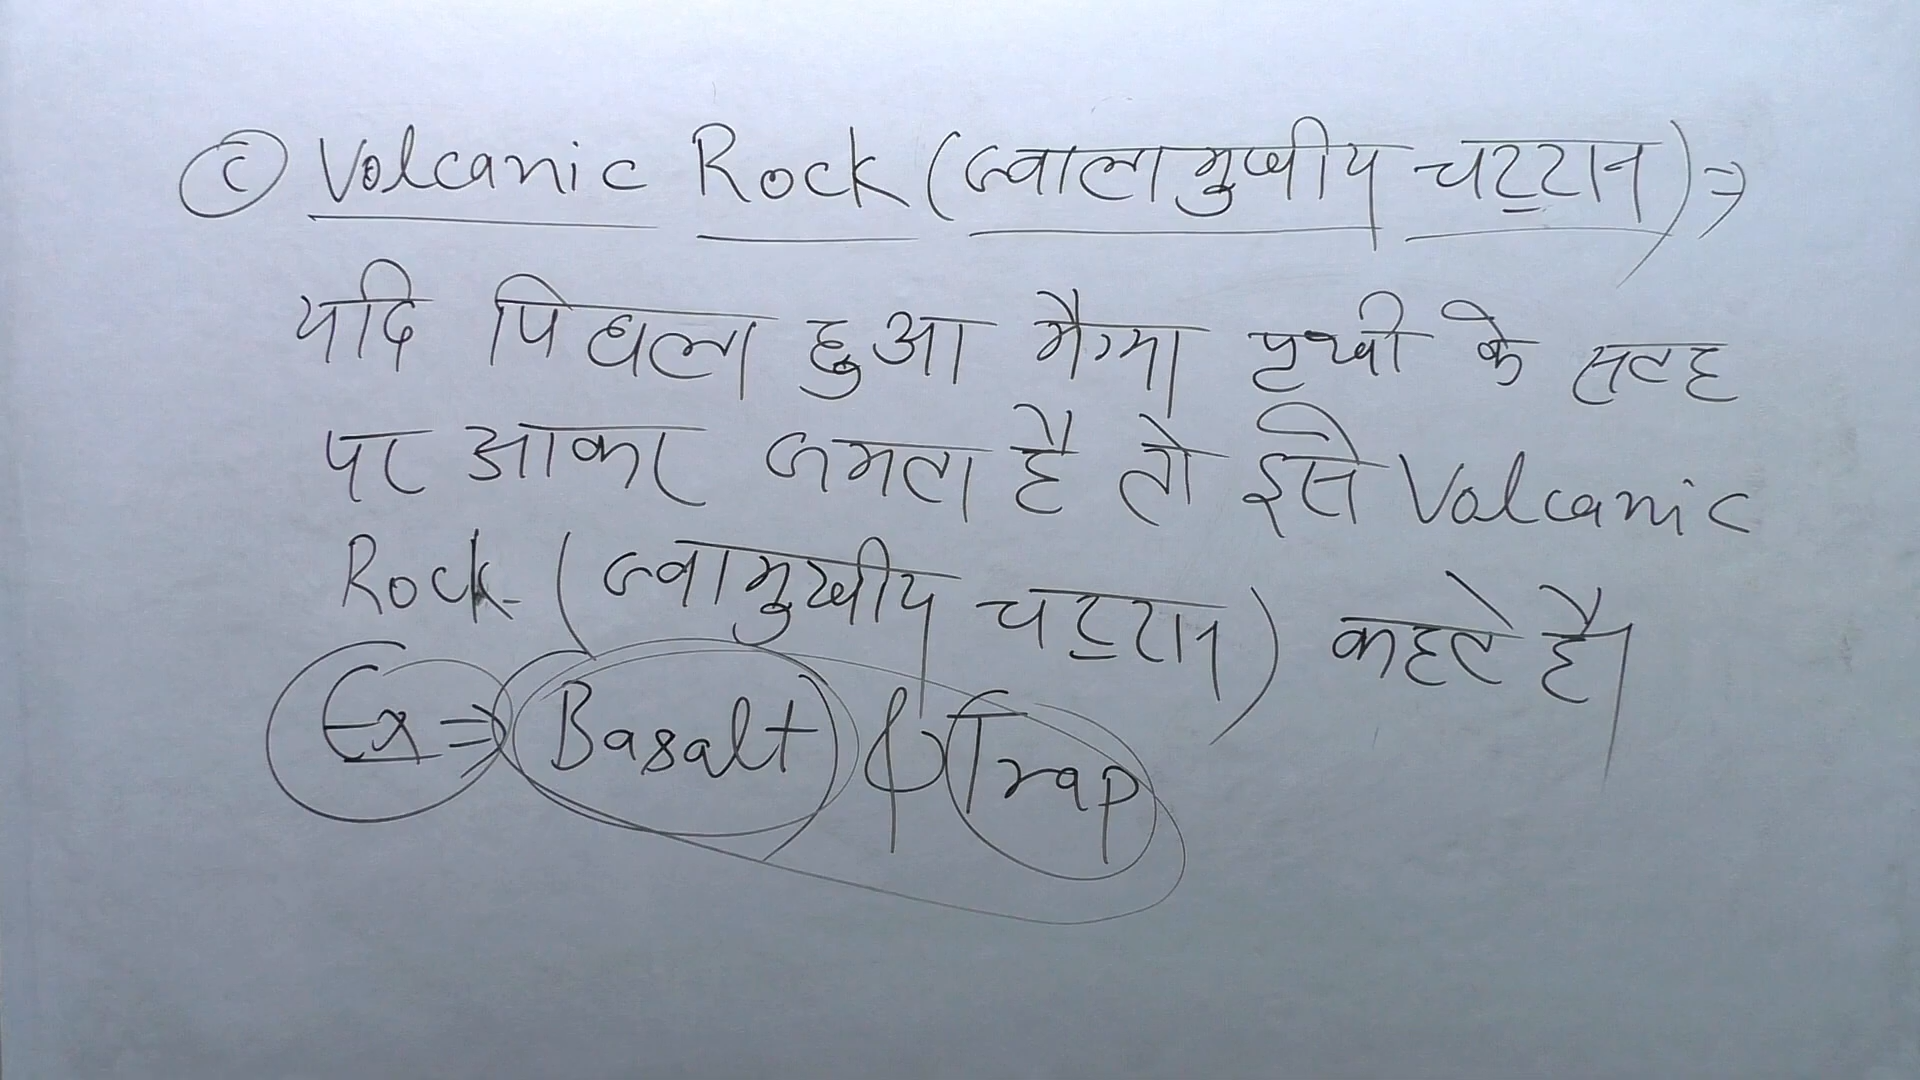 (C) Volcanic Rock (ज्वालामुखीय चट्टान) ⇒
यदि पिघला हुआ मैग्मा पृथ्वी के सतह
पर आकर जमता है तो इसे Volcanic
Rock (ज्वामुखीय चट्टान) कहते है।
Ex ⇒ Basalt & Trap